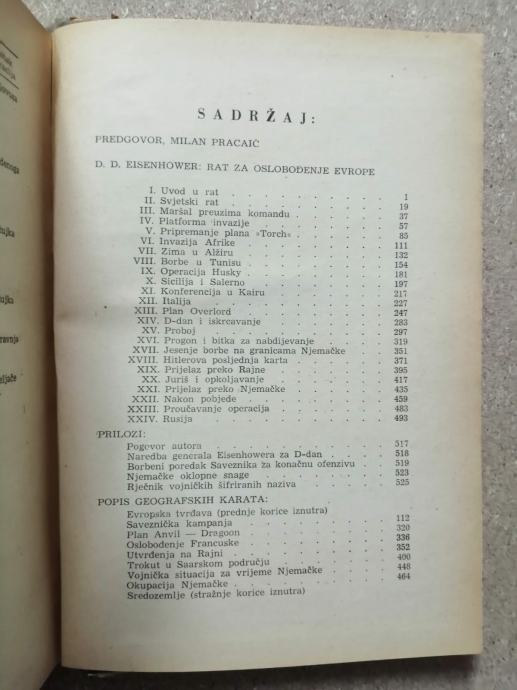 SADRŽAJ:
PREDGOVOR, MILAN PRACAIĆ
D. D. EISENHOWER: RAT ZA OSLOBOĐENJE EVROPE
I. Uvod u rat . . . . . . . . . . 1
II. Svjetski rat . . . . . . . . . . 19
III. Maršal preuzima komandu . . . . . . . 37
IV. Platforma invazije . . . . . . . . . 57
V. Pripremanje plana »Torch« . . . . . . . 85
VI. Invazija Afrike . . . . . . . . . 111
VII. Zima u Alžiru . . . . . . . . . 132
VIII. Borbe u Tunisu . . . . . . . . . 154
IX. Operacija Husky . . . . . . . . . 181
X. Sicilija i Salerno . . . . . . . . . 197
XI. Konferencija u Kairu . . . . . . . . 217
XII. Italija . . . . . . . . . . . 227
XIII. Plan Overlord . . . . . . . . . 247
XIV. D-dan i iskrcavanje . . . . . . . . 283
XV. Proboj . . . . . . . . . . . 297
XVI. Progon i bitka za nabdijevanje . . . . . . 319
XVII. Jesenje borbe na granicama Njemačke . . . . 351
XVIII. Hitlerova posljednja karta . . . . . . . 371
XIX. Prijelaz preko Rajne . . . . . . . . 395
XX. Juriš i opkoljavanje . . . . . . . . 417
XXI. Prijelaz preko Njemačke . . . . . . . 435
XXII. Nakon pobjede . . . . . . . . . 459
XXIII. Proučavanje operacija . . . . . . . . 483
XXIV. Rusija . . . . . . . . . . . 493
PRILOZI:
Pogovor autora . . . . . . . . . . 517
Naredba generala Eisenhowera za D-dan . . . . . 518
Borbeni poredak Saveznika za konačnu ofenzivu . . . 519
Njemačke oklopne snage . . . . . . . . 523
Rječnik vojničkih šifriranih naziva . . . . . . 525
POPIS GEOGRAFSKIH KARATA:
Evropska tvrđava (prednje korice iznutra)
Saveznička kampanja . . . . . . . . . 112
Plan Anvil — Dragoon . . . . . . . . . 320
Oslobođenje Francuske . . . . . . . . 336
Utvrđenja na Rajni . . . . . . . . . 352
Trokut u Saarskom području . . . . . . . 400
Vojnička situacija za vrijeme Njemačke . . . . . 448
Okupacija Njemačke . . . . . . . . . 464
Sredozemlje (stražnje korice iznutra)